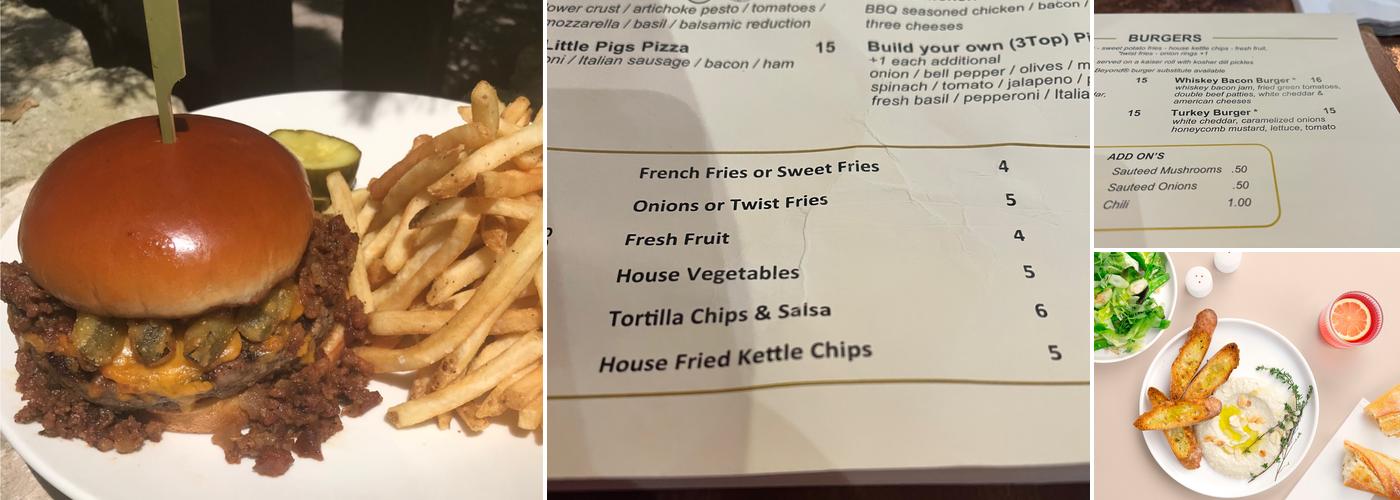 ower crust / artichoke pesto / tomatoes /
mozzarella / basil / balsamic reduction
Little Pigs Pizza 15
oni / Italian sausage / bacon / ham
BBQ seasoned chicken / bacon /
three cheeses
Build your own (3Top) Pi
+1 each additional
onion / bell pepper / olives / m
spinach / tomato / jalapeno / p
fresh basil / pepperoni / Italia
French Fries or Sweet Fries 4
Onions or Twist Fries 5
Fresh Fruit 4
House Vegetables 5
Tortilla Chips & Salsa 6
House Fried Kettle Chips 5
BURGERS
- sweet potato fries - house kettle chips - fresh fruit,
*twist fries - onion rings +1
served on a kaiser roll with kosher dill pickles
Beyond® burger substitute available
15 Whiskey Bacon Burger * 16
whiskey bacon jam, fried green tomatoes,
double beef patties, white cheddar &
american cheeses
15 Turkey Burger * 15
white cheddar, caramelized onions
honeycomb mustard, lettuce, tomato
ADD ON'S
Sauteed Mushrooms .50
Sauteed Onions .50
Chili 1.00